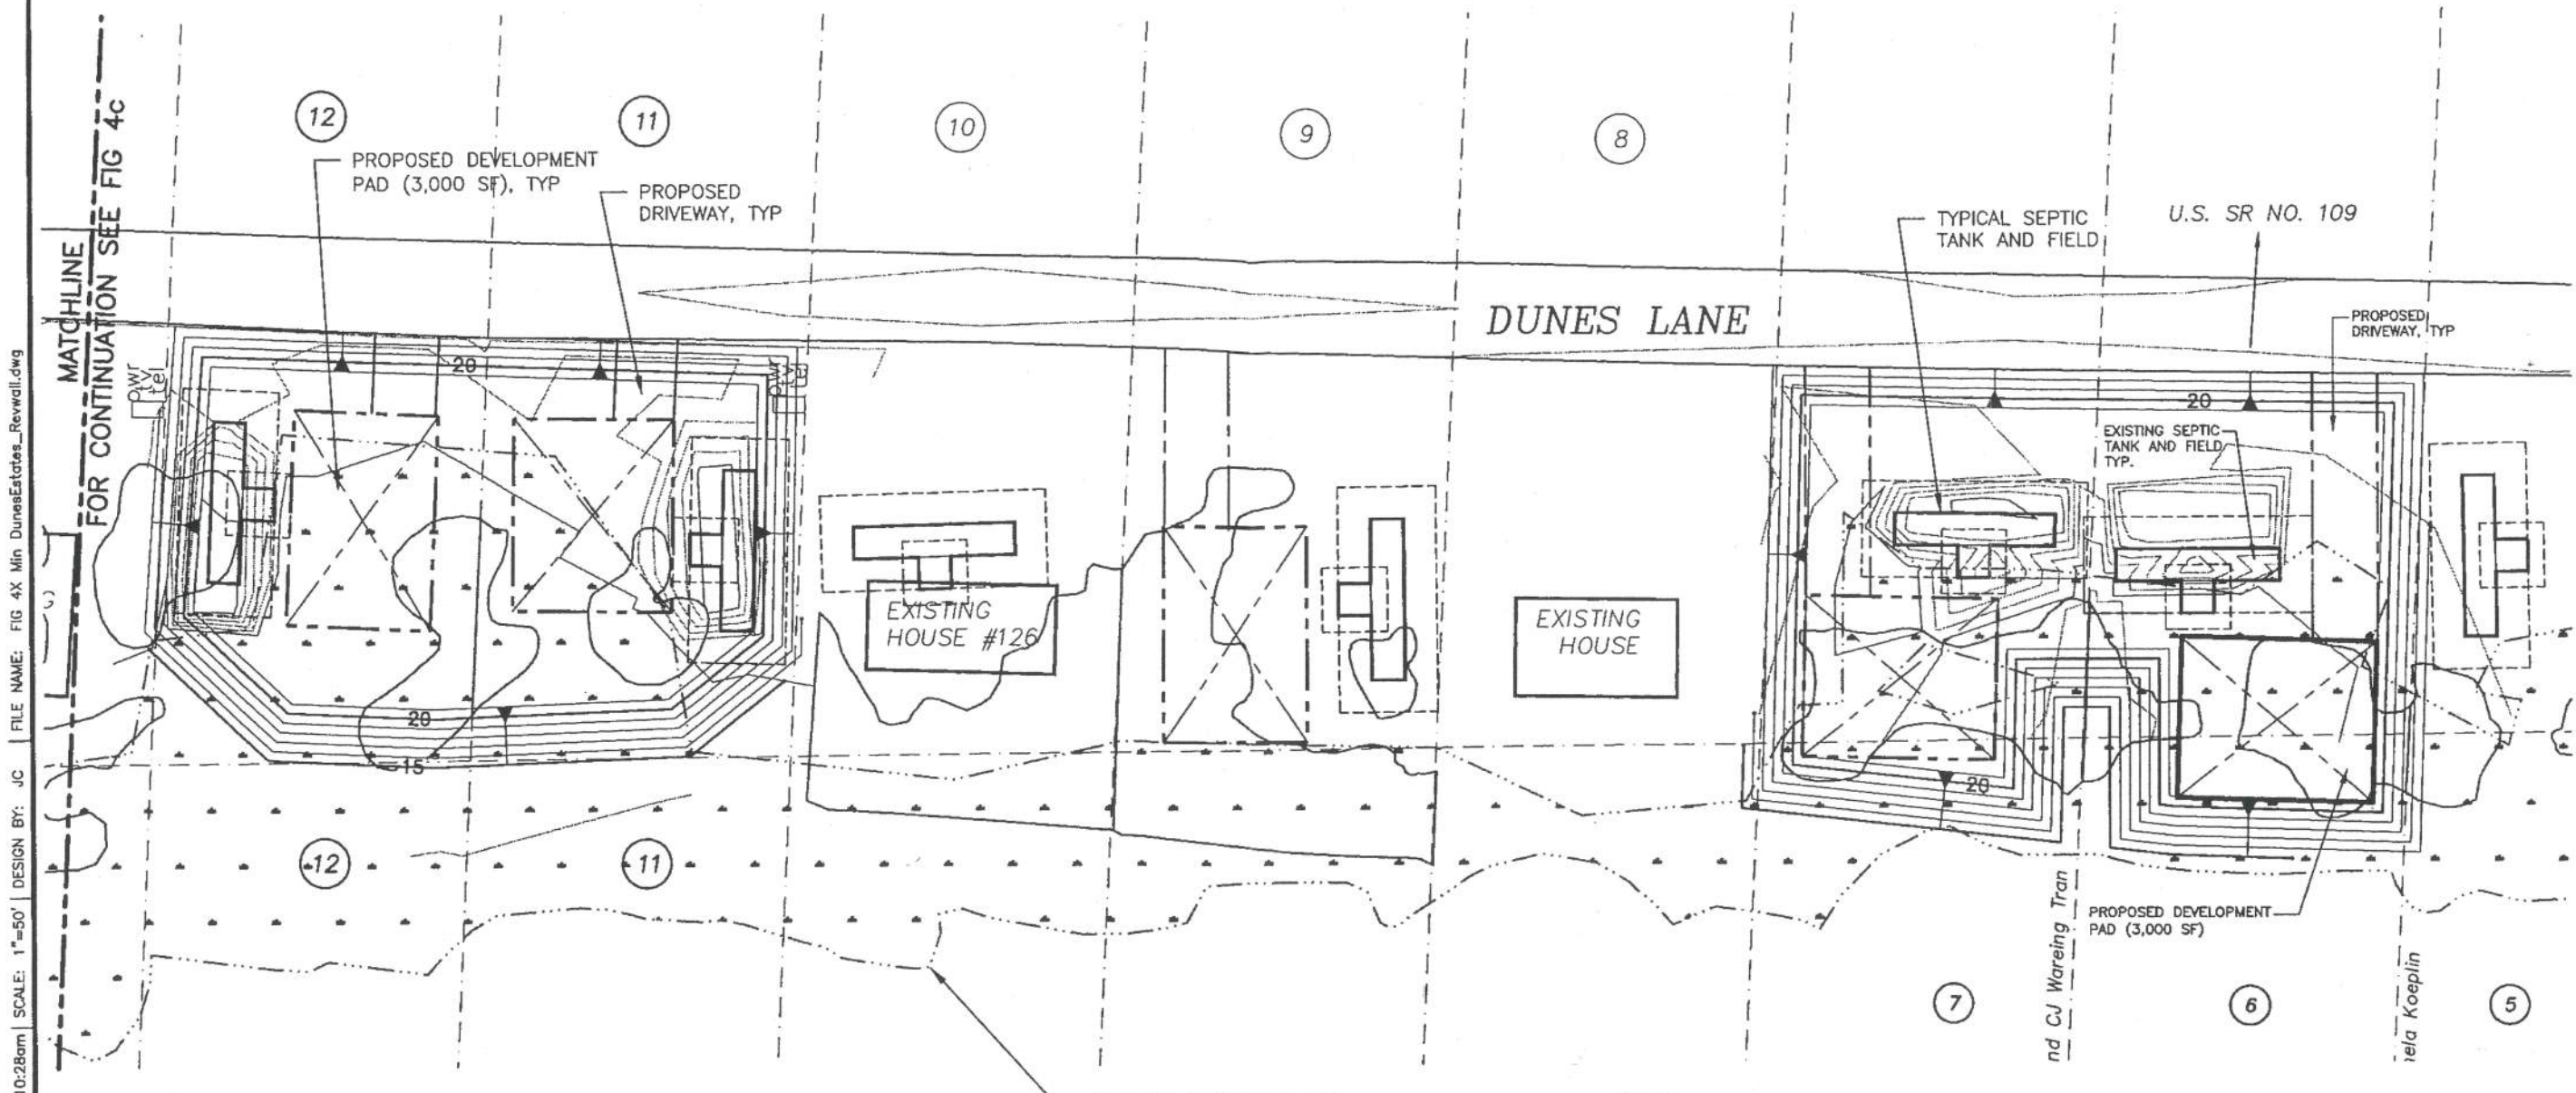 MATCHLINE
FOR CONTINUATION SEE FIG 4c
12
11
10
9
8
PROPOSED DEVELOPMENT
PAD (3,000 SF), TYP
PROPOSED
DRIVEWAY, TYP
TYPICAL SEPTIC
TANK AND FIELD
U.S. SR NO. 109
DUNES LANE
PROPOSED
DRIVEWAY, TYP
Pwr
tel
20
20
EXISTING SEPTIC
TANK AND FIELD
TYP.
EXISTING
HOUSE #126
EXISTING
HOUSE
20
15
20
12
11
PROPOSED DEVELOPMENT
PAD (3,000 SF)
7
6
5
nd CJ Wareing Tran
iela Koeplin
10:28am SCALE: 1"=50' DESIGN BY: JC FILE NAME: FIG 4X Min DunesEstates_Revwall.dwg